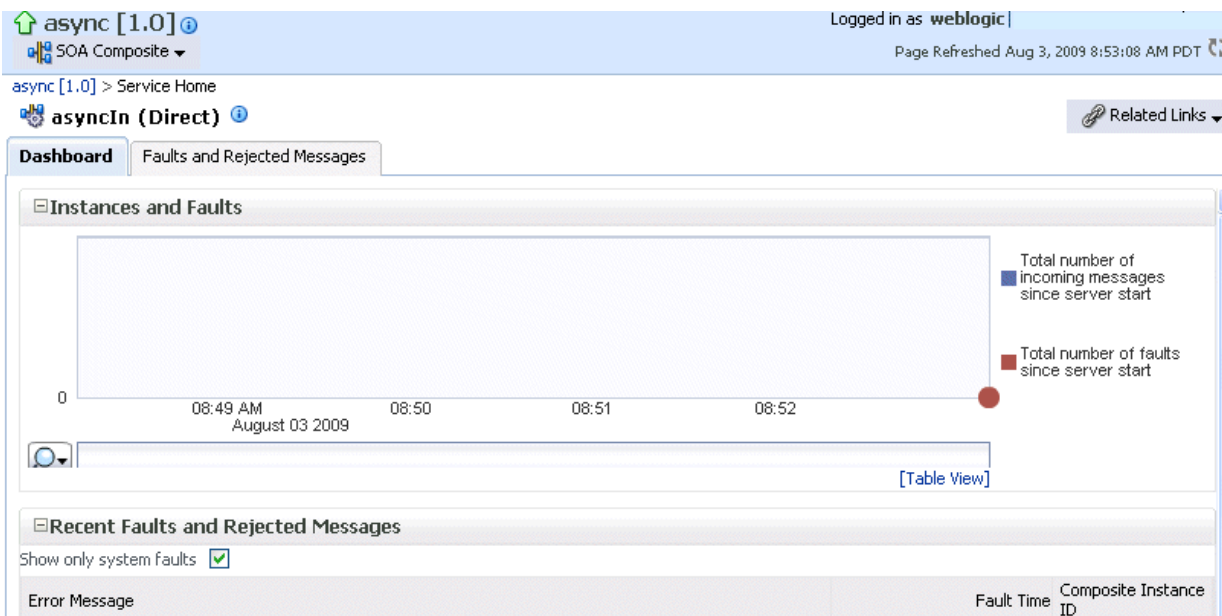 async [1.0]
Logged in as weblogic
SOA Composite
Page Refreshed Aug 3, 2009 8:53:08 AM PDT
async [1.0] > Service Home
asyncIn (Direct)
Related Links
Dashboard
Faults and Rejected Messages
Instances and Faults
Total number of
incoming messages
since server start
Total number of faults
since server start
0
08:49 AM
08:50
08:51
08:52
August 03 2009
[Table View]
Recent Faults and Rejected Messages
Show only system faults
Error Message
Fault Time
Composite Instance
ID